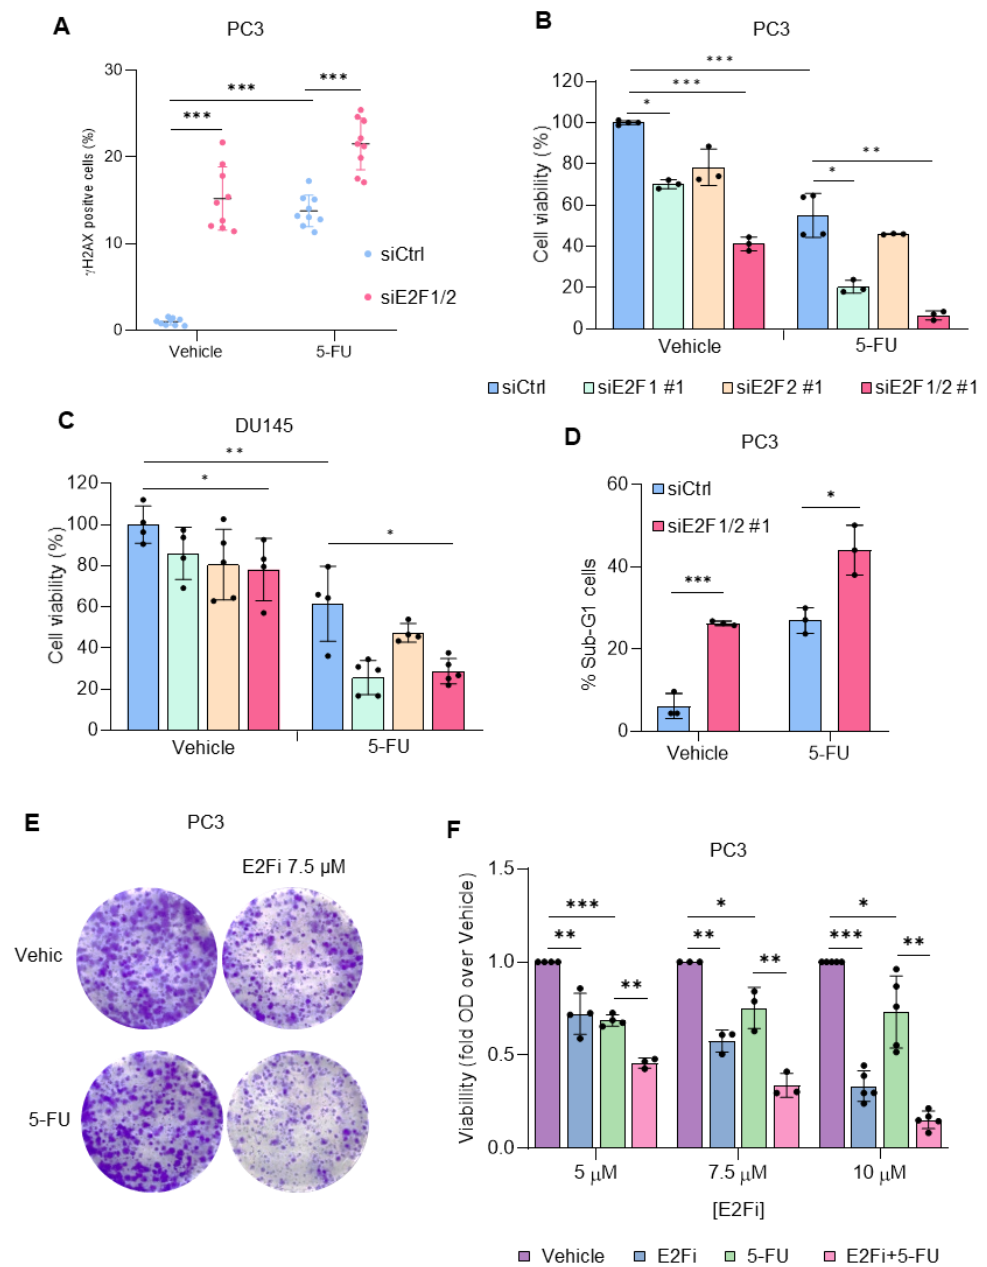 A
PC3
γH2AX positve cells (%)
30
20
10
0
***
***
***
siCtrl
siE2F1/2
Vehicle
5-FU
B
PC3
Cell viability (%)
120
100
80
60
40
20
0
***
***
*
**
*
Vehicle
5-FU
siCtrl
siE2F1 #1
siE2F2 #1
siE2F1/2 #1
C
DU145
Cell viability (%)
120
100
80
60
40
20
0
**
*
*
Vehicle
5-FU
D
PC3
% Sub-G1 cells
60
40
20
0
siCtrl
siE2F1/2 #1
***
*
Vehicle
5-FU
E
PC3
E2Fi 7.5 μM
Vehic
5-FU
F
PC3
Viabillity (fold OD over Vehicle)
1.5
1.0
0.5
0.0
***
**
**
*
**
**
*
***
**
5 μM
7.5 μM
10 μM
[E2Fi]
Vehicle
E2Fi
5-FU
E2Fi+5-FU